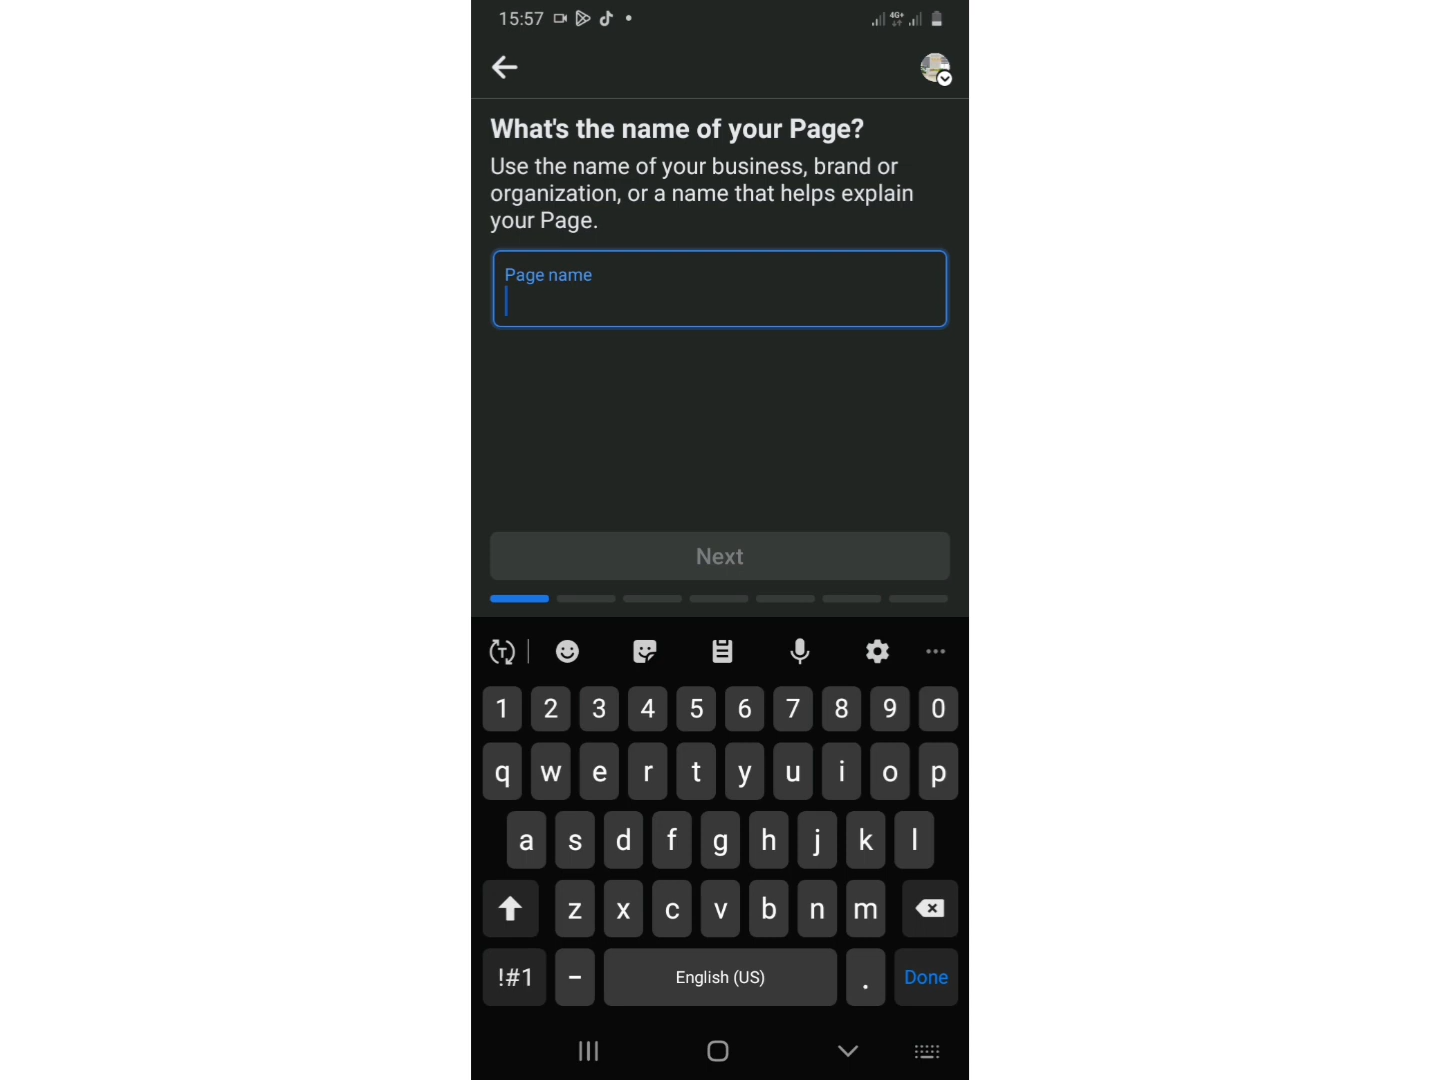 15:57
4G+
What's the name of your Page?
Use the name of your business, brand or
organization, or a name that helps explain
your Page.
Page name
Next
1 2 3 4 5 6 7 8 9 0
q w e r t y u i o p
a s d f g h j k l
z x c v b n m
!#1 - English (US) . Done